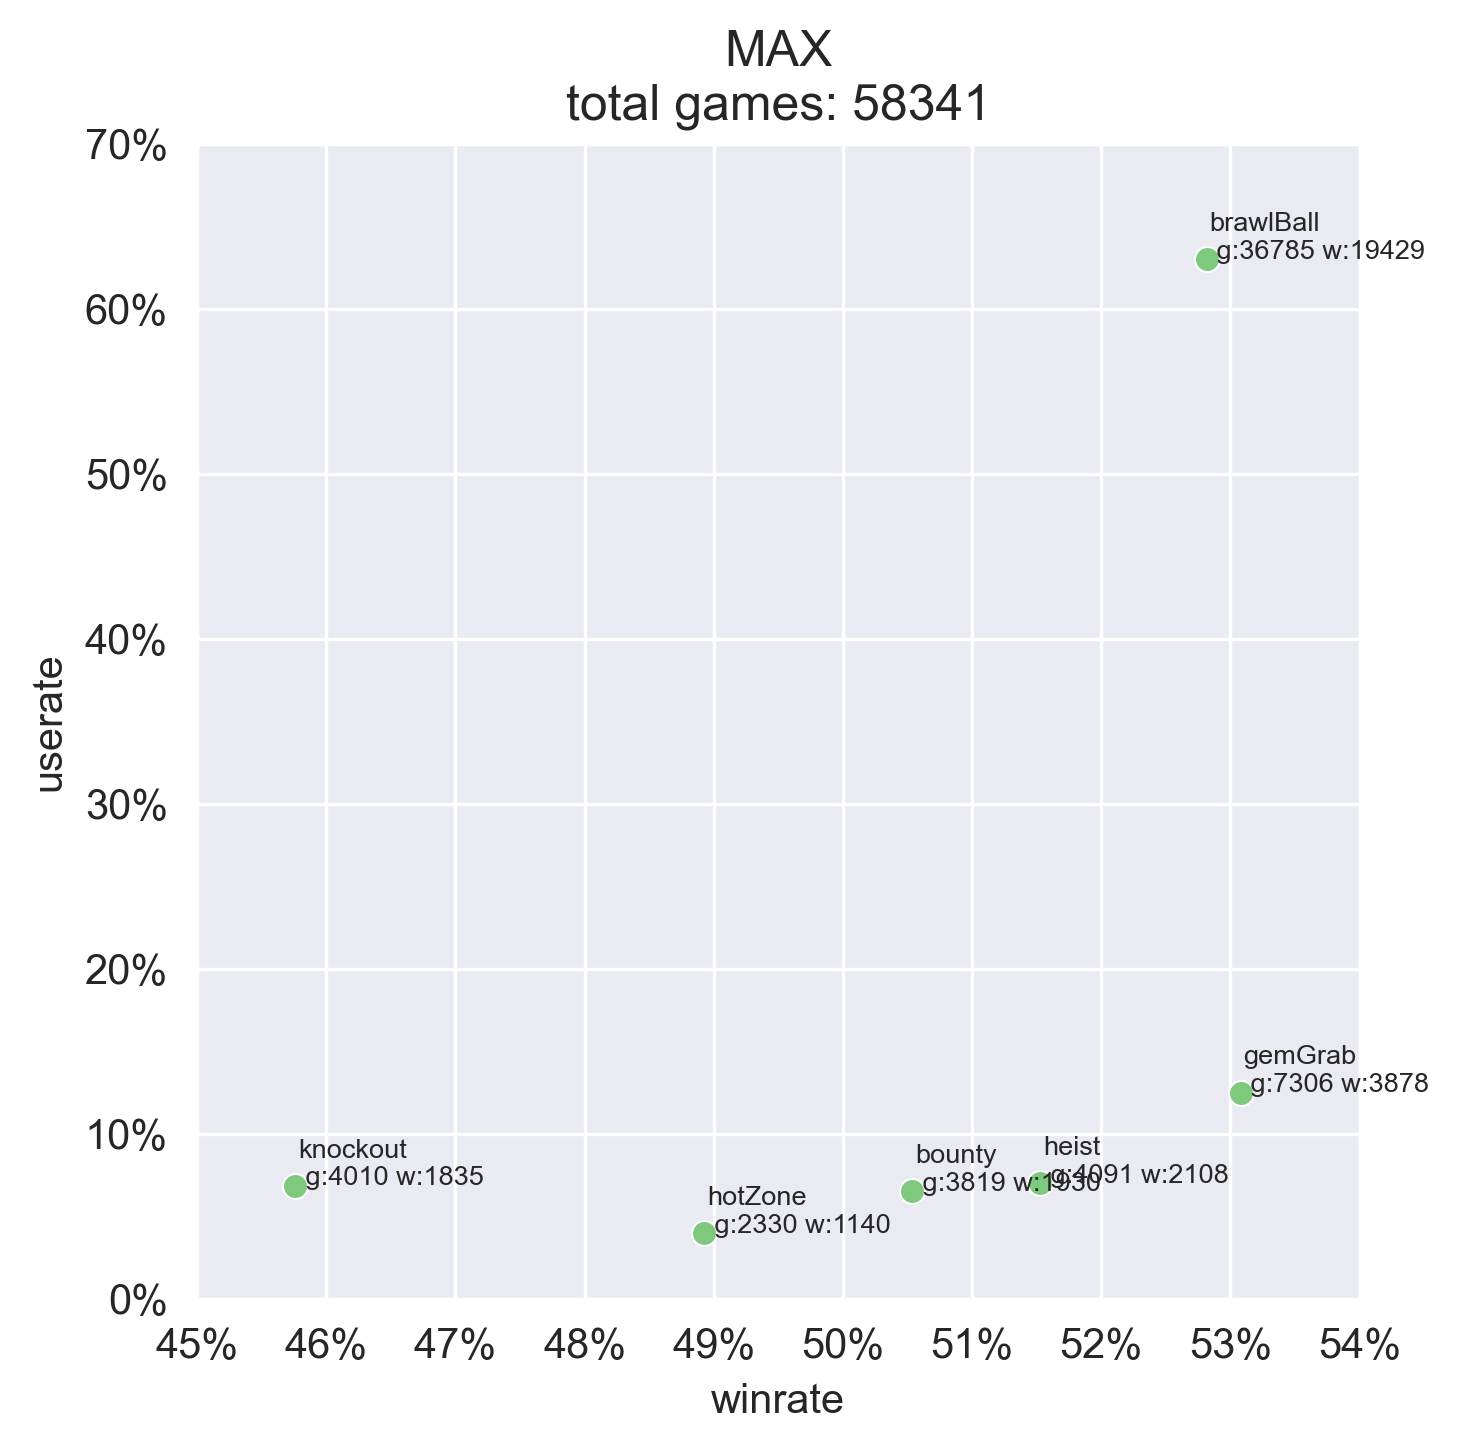 MAX
total games: 58341
70%
60%
50%
40%
30%
20%
10%
0%
userate
brawlBall
g:36785 w:19429
gemGrab
g:7306 w:3878
knockout
g:4010 w:1835
hotZone
g:2330 w:1140
bounty
g:3819 w:1930
heist
g:4091 w:2108
45% 46% 47% 48% 49% 50% 51% 52% 53% 54%
winrate